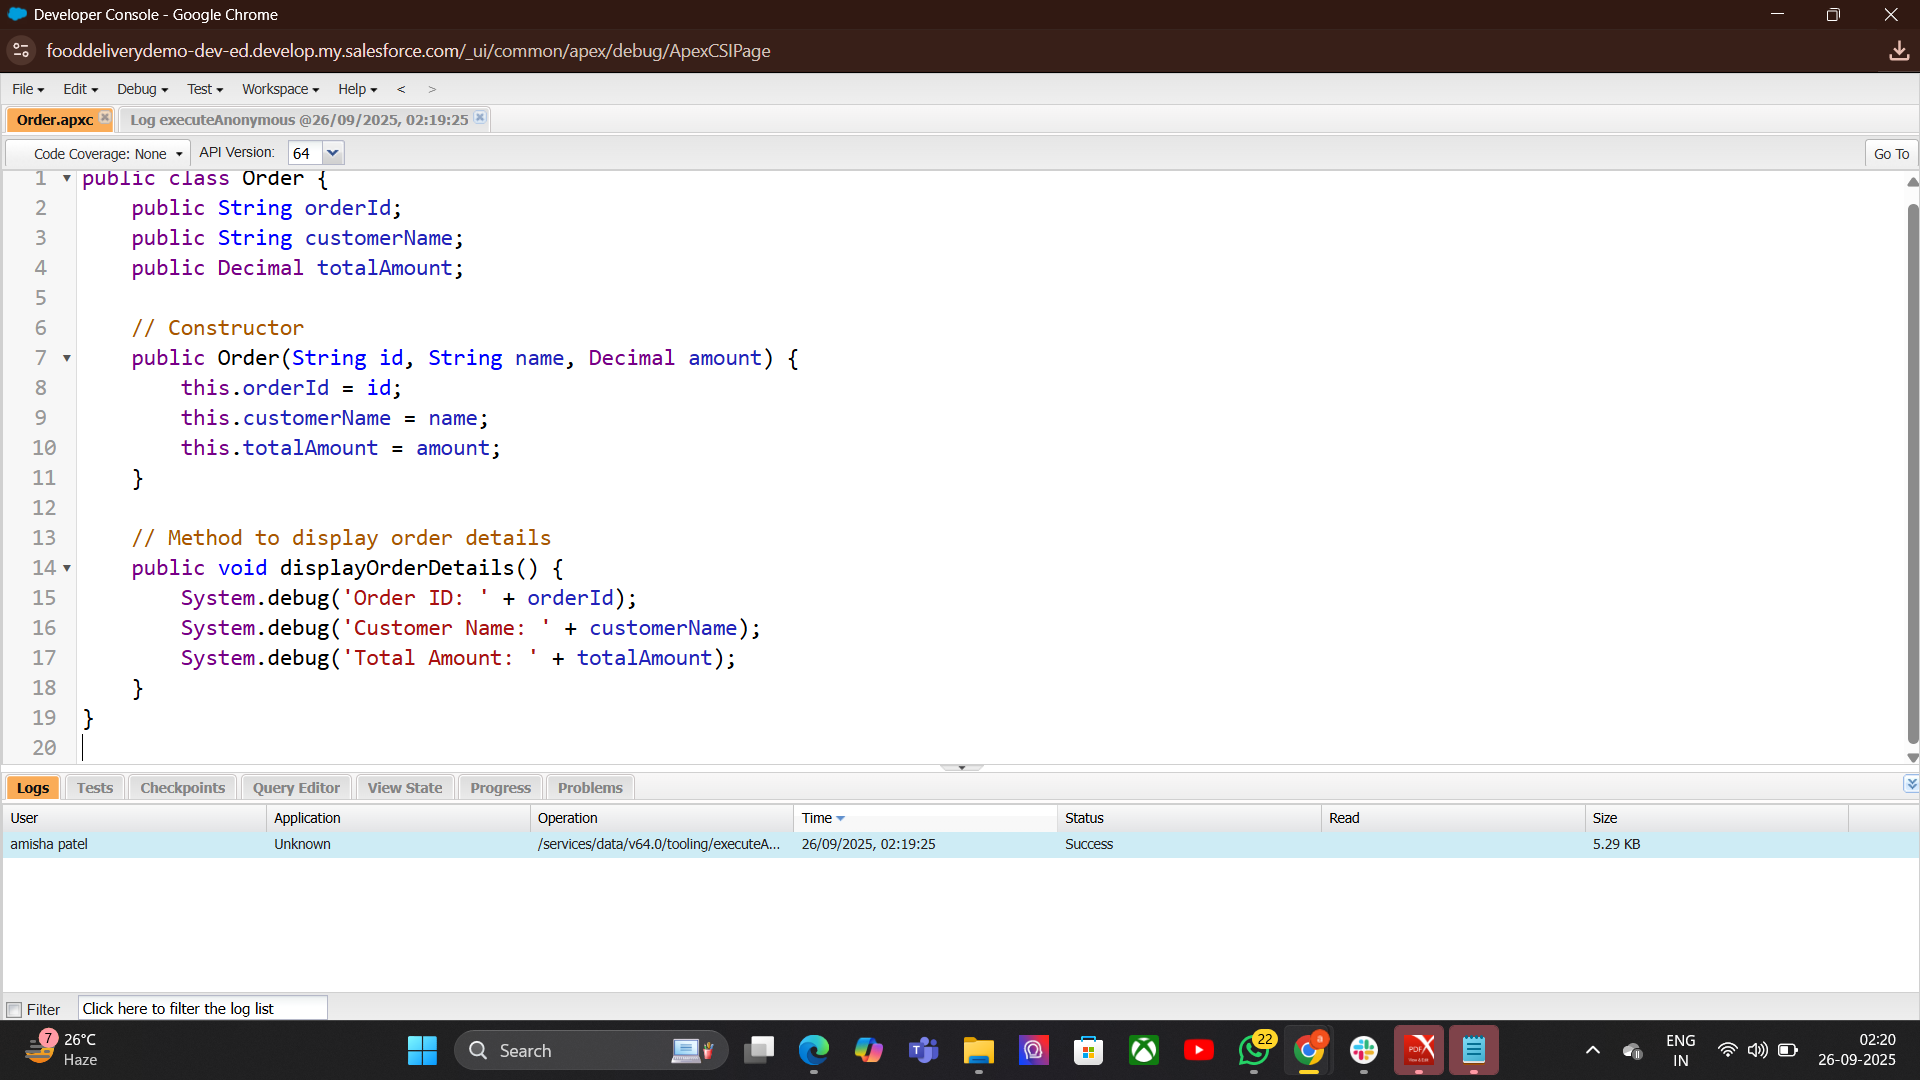 Developer Console - Google Chrome
fooddeliverydemo-dev-ed.develop.my.salesforce.com/_ui/common/apex/debug/ApexCSIPage
File Edit Debug Test Workspace Help < >
Order.apxc Log executeAnonymous @26/09/2025, 02:19:25
Code Coverage: None API Version: 64 Go To
1 public class Order {
2 public String orderId;
3 public String customerName;
4 public Decimal totalAmount;
5
6 // Constructor
7 public Order(String id, String name, Decimal amount) {
8 this.orderId = id;
9 this.customerName = name;
10 this.totalAmount = amount;
11 }
12
13 // Method to display order details
14 public void displayOrderDetails() {
15 System.debug('Order ID: ' + orderId);
16 System.debug('Customer Name: ' + customerName);
17 System.debug('Total Amount: ' + totalAmount);
18 }
19 }
20
Logs Tests Checkpoints Query Editor View State Progress Problems
User Application Operation Time Status Read Size
amisha patel Unknown /services/data/v64.0/tooling/executeA... 26/09/2025, 02:19:25 Success 5.29 KB
Filter Click here to filter the log list
7 26°C
Haze
Search
22
a
PDF
ENG
IN
02:20
26-09-2025